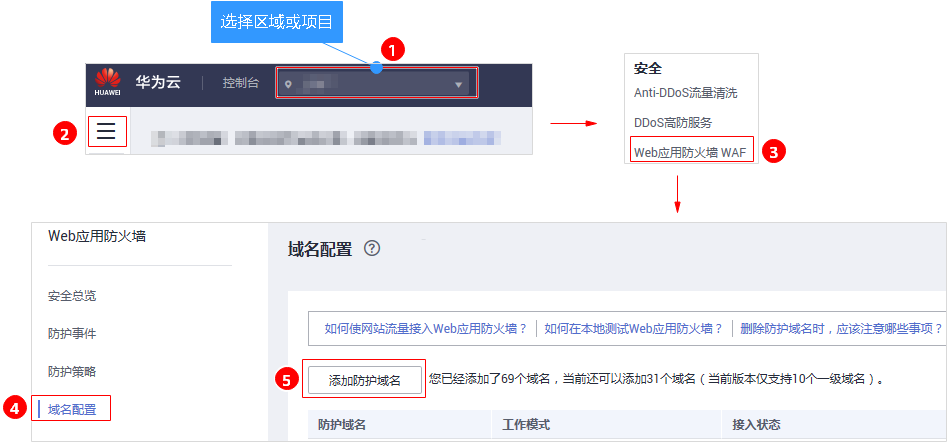 选择区域或项目
1
HUAWEI
华为云
控制台
2
安全
Anti-DDoS流量清洗
DDoS高防服务
Web应用防火墙 WAF
3
Web应用防火墙
安全总览
防护事件
防护策略
4
域名配置
域名配置 ?
如何使网站流量接入Web应用防火墙？ 如何在本地测试Web应用防火墙？ 删除防护域名时，应该注意哪些事项？
5
添加防护域名 您已经添加了69个域名，当前还可以添加31个域名（当前版本仅支持10个一级域名）。
防护域名 工作模式 接入状态